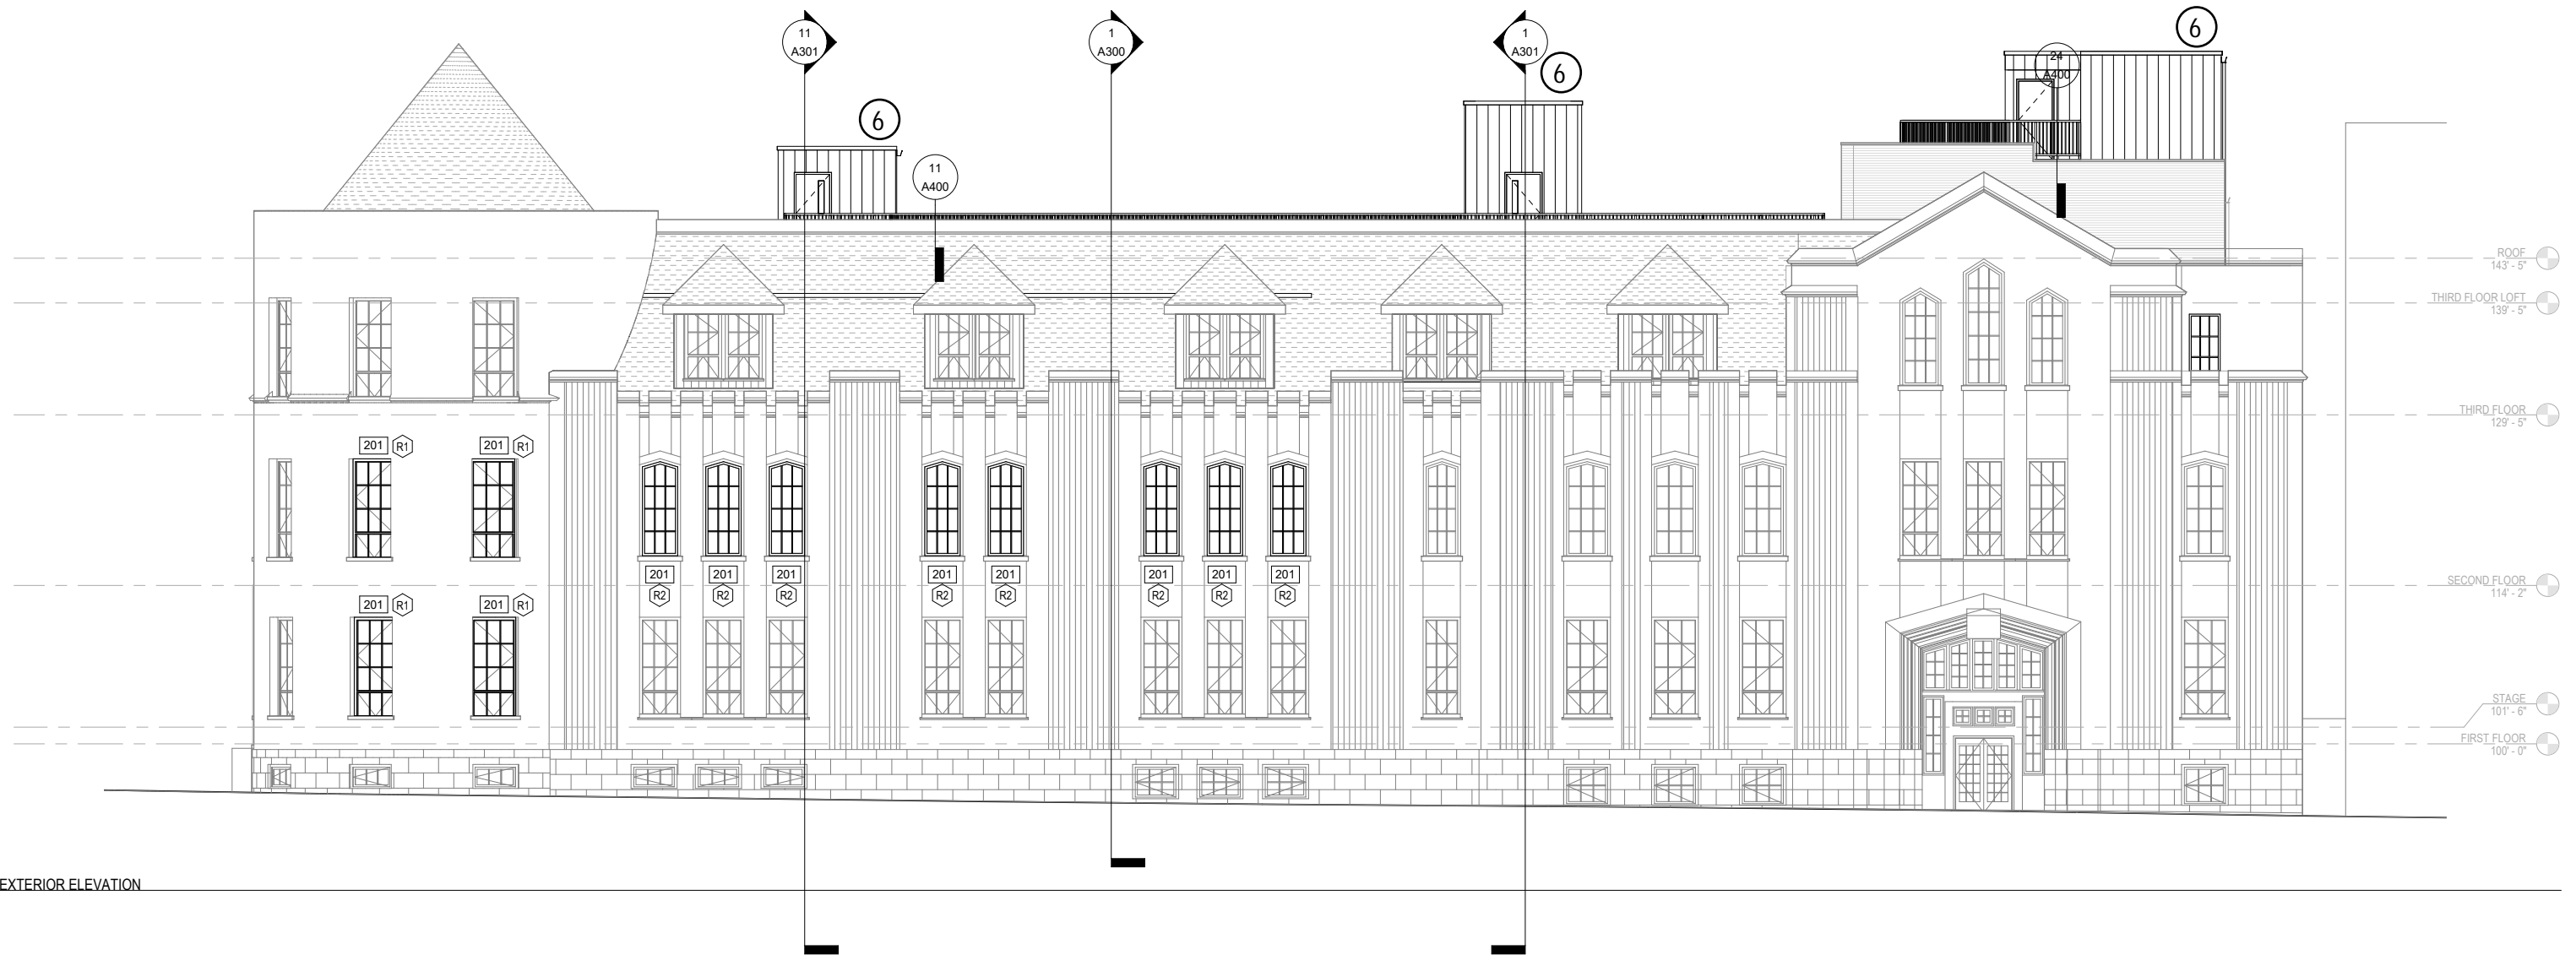 6
11
A301
1
A300
1
A301
6
24
A400
6
11
A400
ROOF
143' - 5"
THIRD FLOOR LOFT
139' - 5"
THIRD FLOOR
129' - 5"
201 R1
201 R1
201
201
201
201
201
201
201
201
R2
R2
R2
R2
R2
R2
R2
R2
SECOND FLOOR
114' - 2"
201 R1
201 R1
STAGE
101' - 6"
FIRST FLOOR
100' - 0"
EXTERIOR ELEVATION